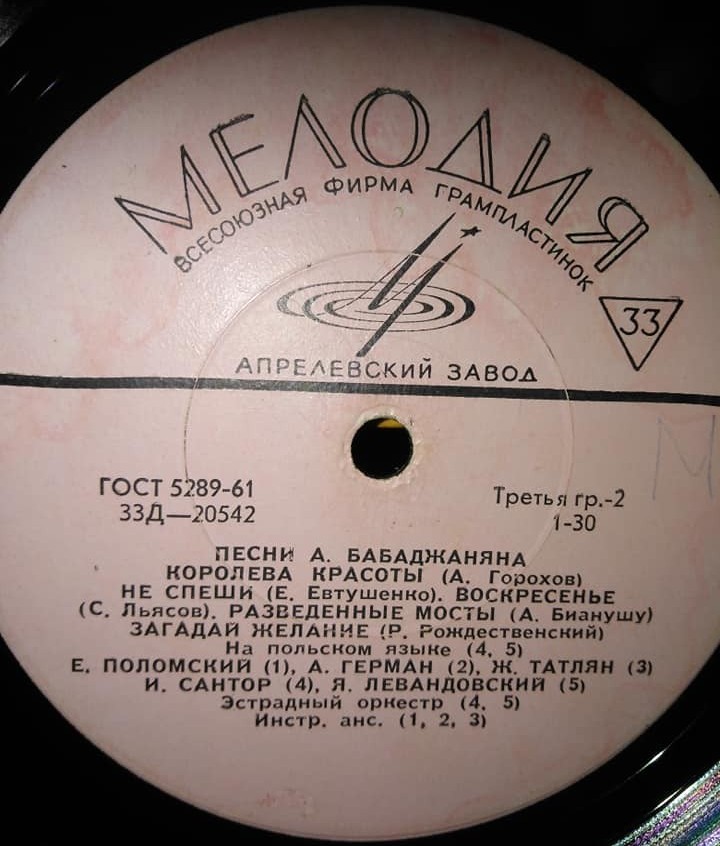 МЕЛОДИЯ
ВСЕСОЮЗНАЯ ФИРМА ГРАМПЛАСТИНОК
33
АПРЕЛЕВСКИЙ ЗАВОД
ГОСТ 5289-61
33Д—20542
Третья гр.-2
1-30
ПЕСНИ А. БАБАДЖАНЯНА
КОРОЛЕВА КРАСОТЫ (А. Горохов)
НЕ СПЕШИ (Е. Евтушенко). ВОСКРЕСЕНЬЕ
(С. Льясов). РАЗВЕДЕННЫЕ МОСТЫ (А. Бианушу)
ЗАГАДАЙ ЖЕЛАНИЕ (Р. Рождественский)
На польском языке (4, 5)
Е. ПОЛОМСКИЙ (1), А. ГЕРМАН (2), Ж. ТАТЛЯН (3)
И. САНТОР (4), Я. ЛЕВАНДОВСКИЙ (5)
Эстрадный оркестр (4, 5)
Инстр. анс. (1, 2, 3)
М